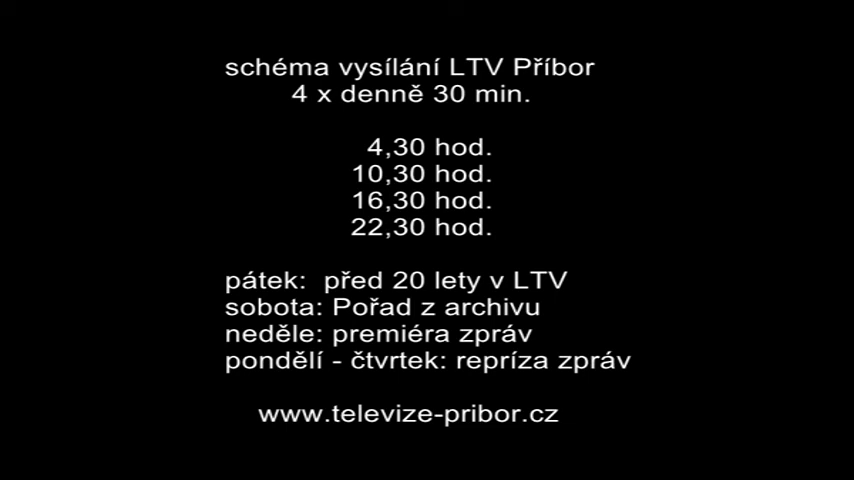 schéma vysílání LTV Příbor
4 x denně 30 min.
4,30 hod.
10,30 hod.
16,30 hod.
22,30 hod.
pátek: před 20 lety v LTV
sobota: Pořad z archivu
neděle: premiéra zpráv
pondělí - čtvrtek: repríza zpráv
www.televize-pribor.cz